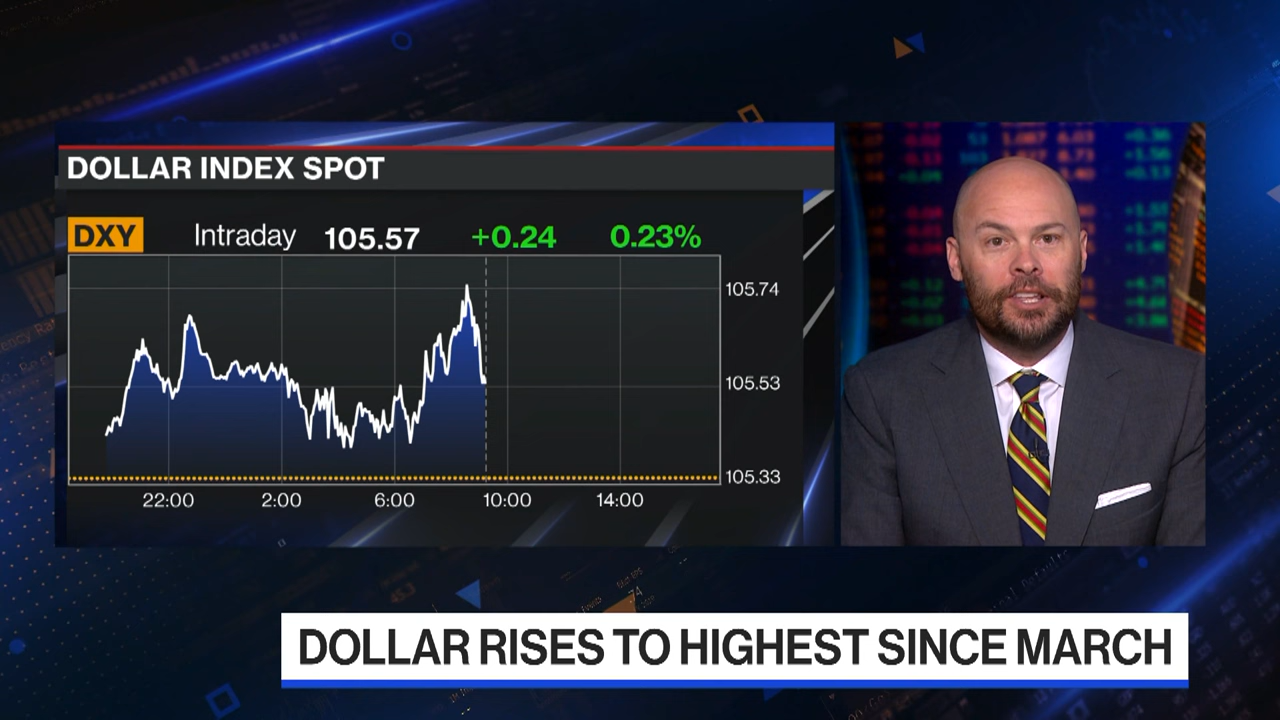 DOLLAR INDEX SPOT
DXY Intraday 105.57 +0.24 0.23%
105.74
105.53
105.33
22:00 2:00 6:00 10:00 14:00
DOLLAR RISES TO HIGHEST SINCE MARCH